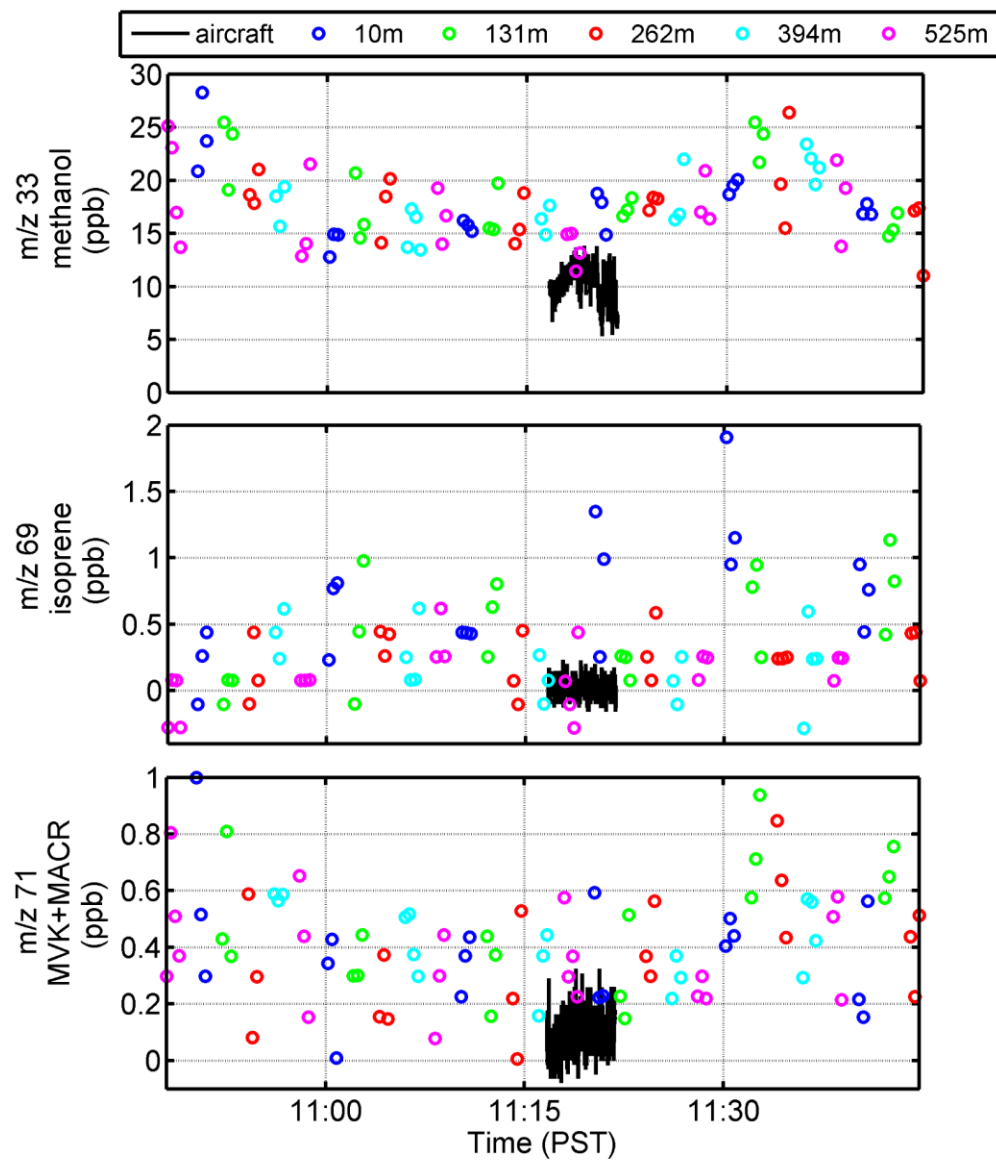 aircraft 10m 131m 262m 394m 525m
30
25
20
15
10
5
0
m/z 33
methanol
(ppb)
2
1.5
1
0.5
0
m/z 69
isoprene
(ppb)
1
0.8
0.6
0.4
0.2
0
m/z 71
MVK+MACR
(ppb)
11:00 11:15 11:30
Time (PST)